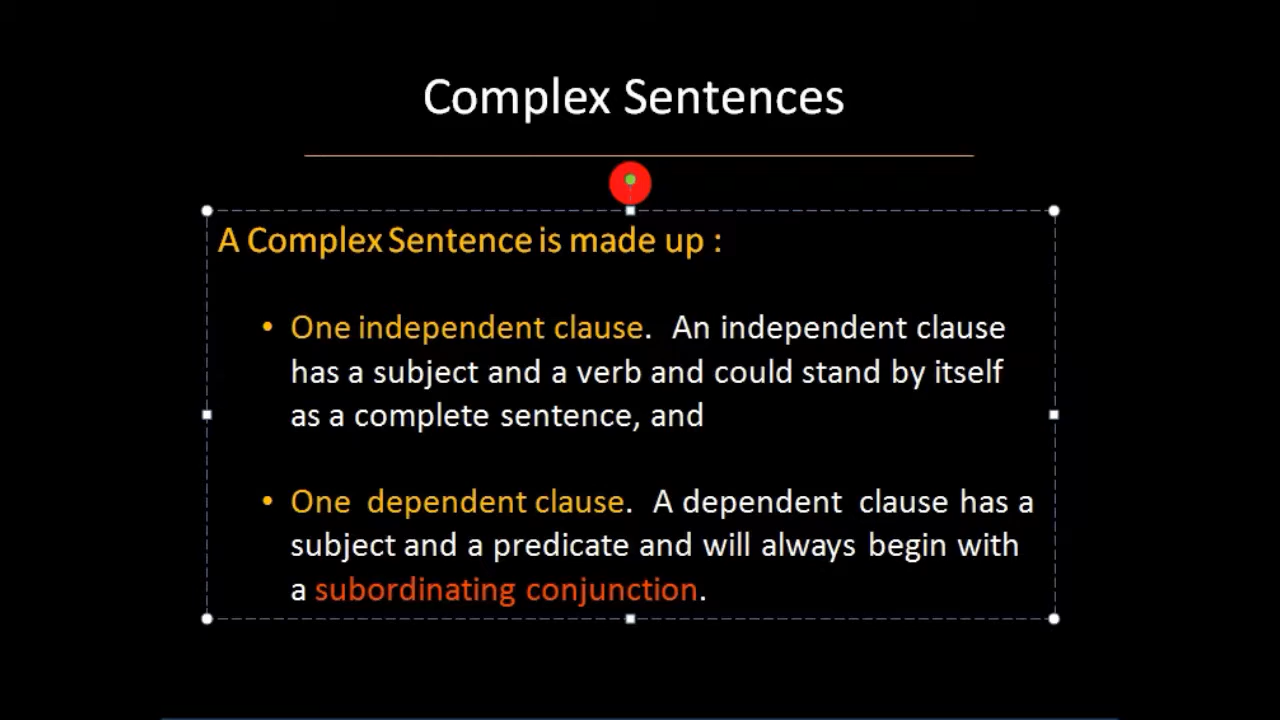 Complex Sentences
A Complex Sentence is made up :
• One independent clause. An independent clause
has a subject and a verb and could stand by itself
as a complete sentence, and
• One dependent clause. A dependent clause has a
subject and a predicate and will always begin with
a subordinating conjunction.